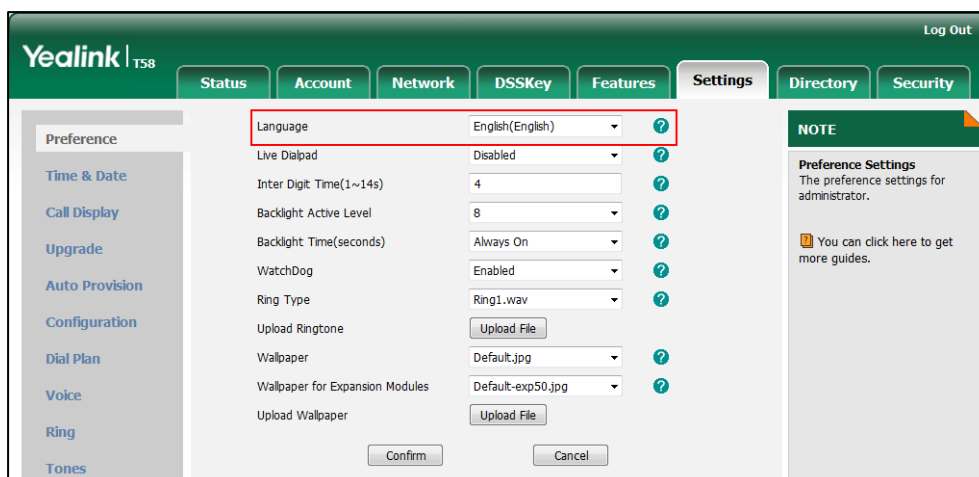 Log Out
Yealink T58
Status Account Network DSSKey Features Settings Directory Security
Preference
Time & Date
Call Display
Upgrade
Auto Provision
Configuration
Dial Plan
Voice
Ring
Tones
Language English(English) ?
Live Dialpad Disabled ?
Inter Digit Time(1~14s) 4 ?
Backlight Active Level 8 ?
Backlight Time(seconds) Always On ?
WatchDog Enabled ?
Ring Type Ring1.wav ?
Upload Ringtone Upload File
Wallpaper Default.jpg ?
Wallpaper for Expansion Modules Default-exp50.jpg ?
Upload Wallpaper Upload File
Confirm Cancel
NOTE
Preference Settings
The preference settings for
administrator.
? You can click here to get
more guides.